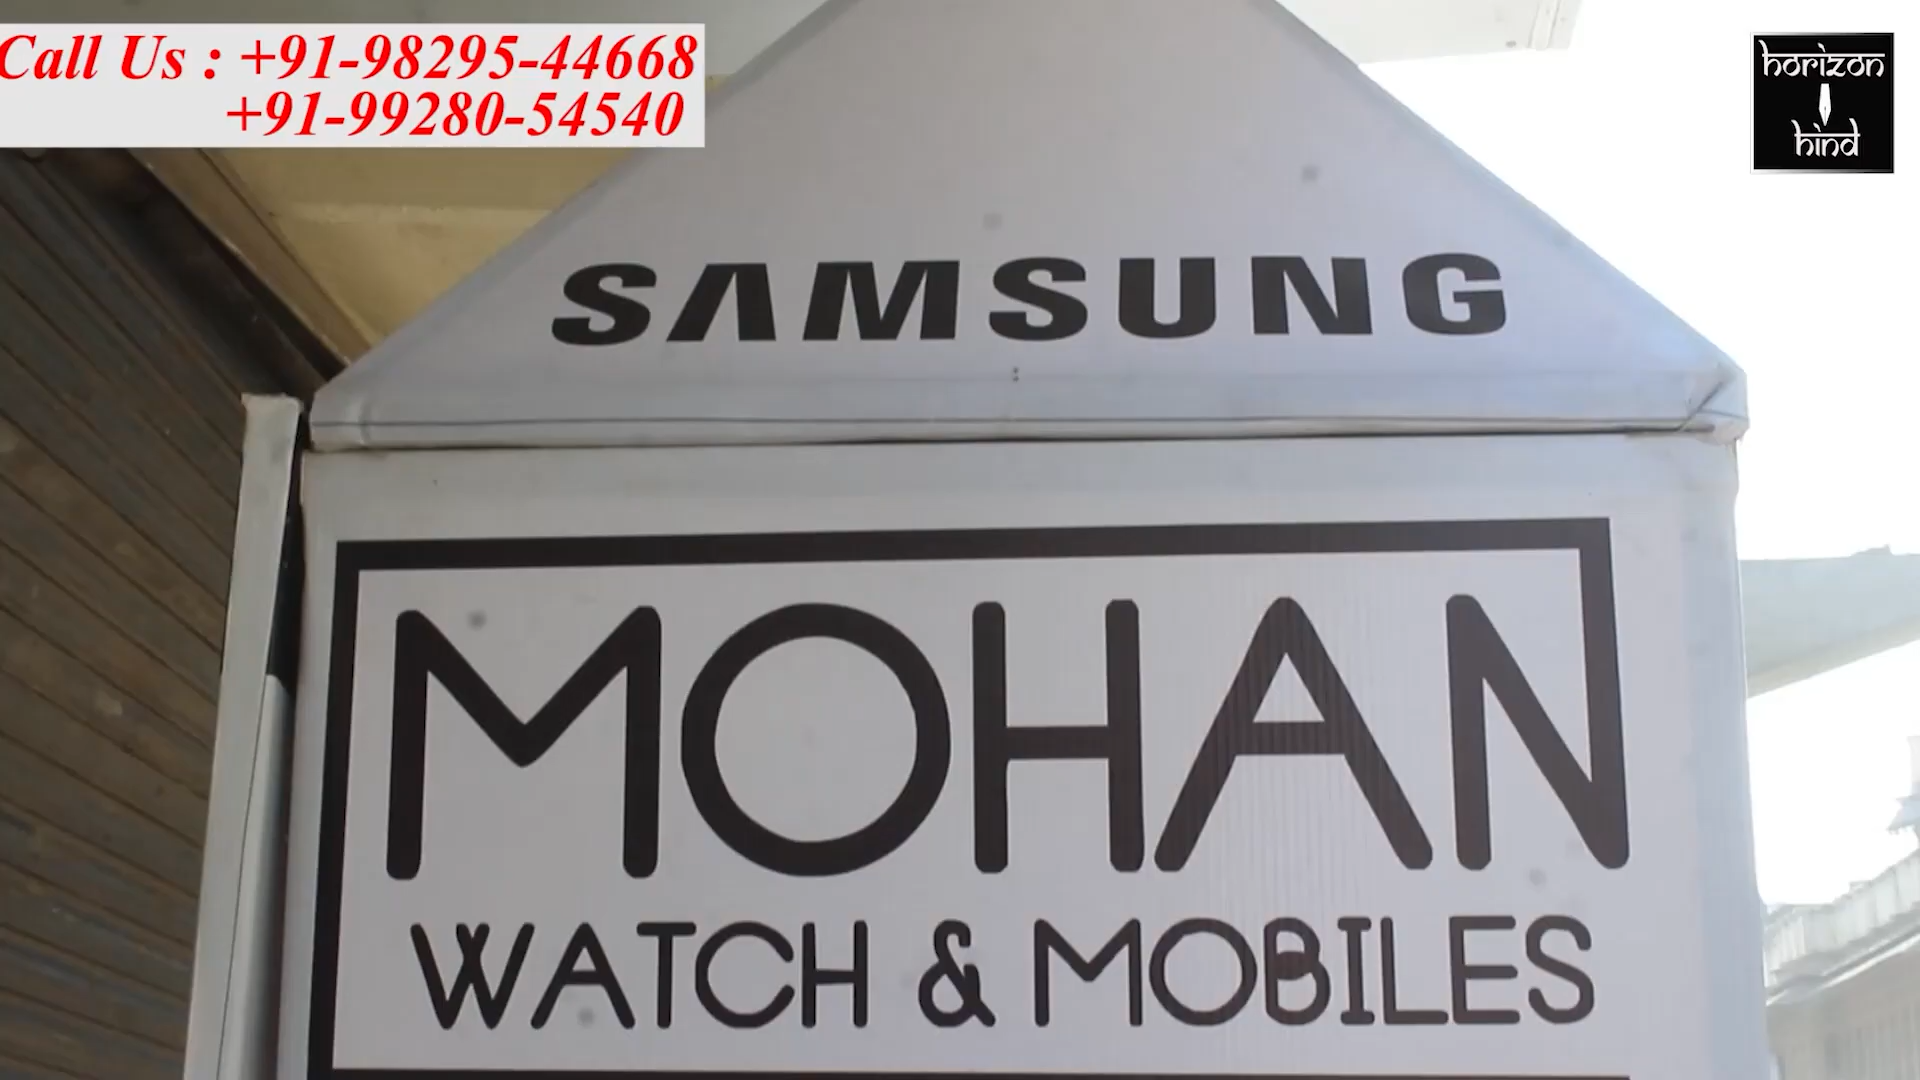 Call Us : +91-98295-44668
+91-99280-54540
horizon
hind
SAMSUNG
MOHAN
WATCH & MOBILES